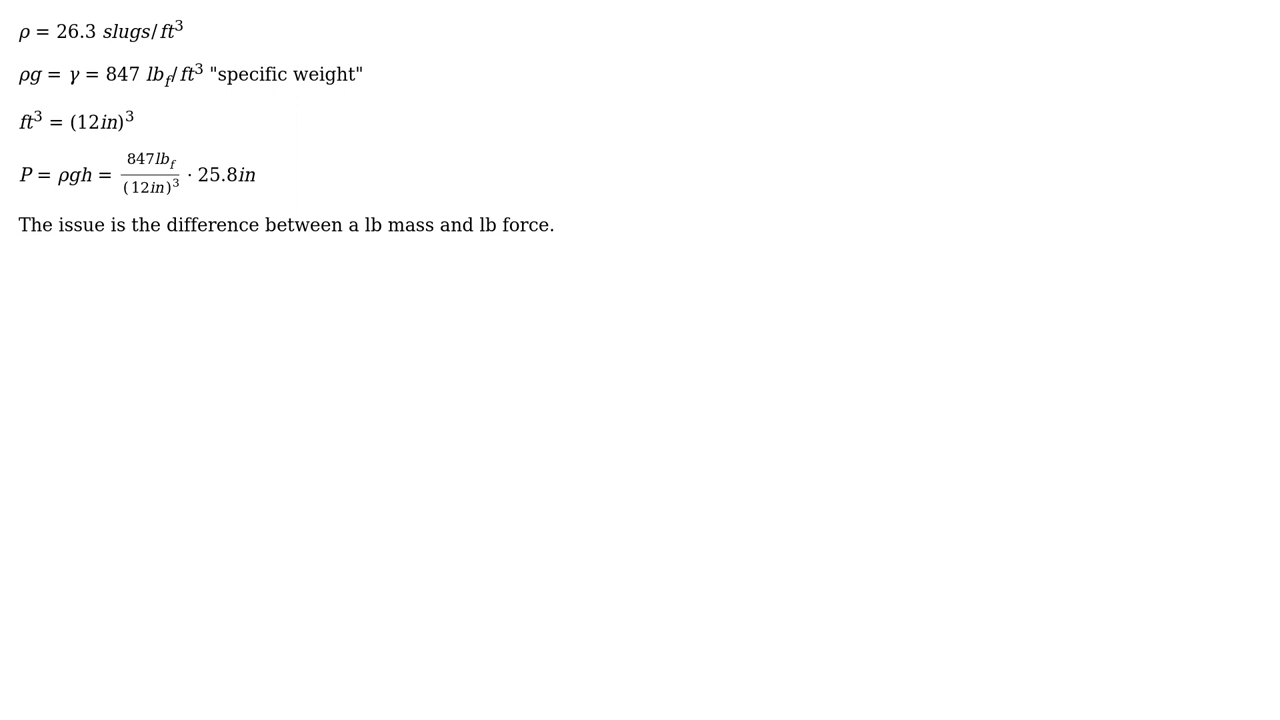 ρ = 26.3 slugs/ft³
ρg = γ = 847 lb_f/ft³ "specific weight"
ft³ = (12in)³
P = ρgh = \frac{847lb_f}{(12in)³} · 25.8in
The issue is the difference between a lb mass and lb force.